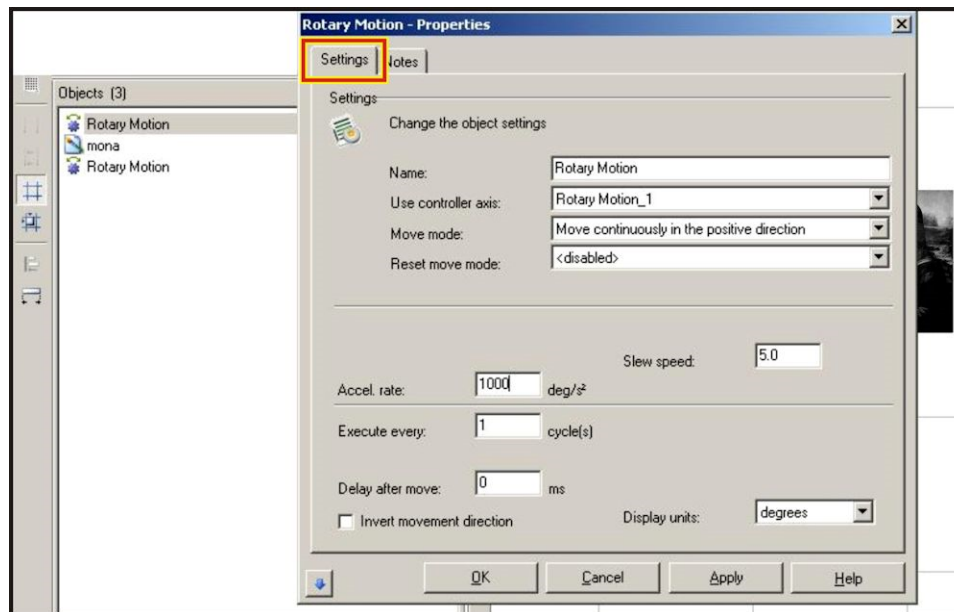 Rotary Motion - Properties
Settings
Notes
Objects (3)
Rotary Motion
mona
Rotary Motion
Settings
Change the object settings
Name: Rotary Motion
Use controller axis: Rotary Motion_1
Move mode: Move continuously in the positive direction
Reset move mode: <disabled>
Slew speed: 5.0
Accel. rate: 1000 deg/s²
Execute every: 1 cycle(s)
Delay after move: 0 ms
Invert movement direction
Display units: degrees
OK Cancel Apply Help